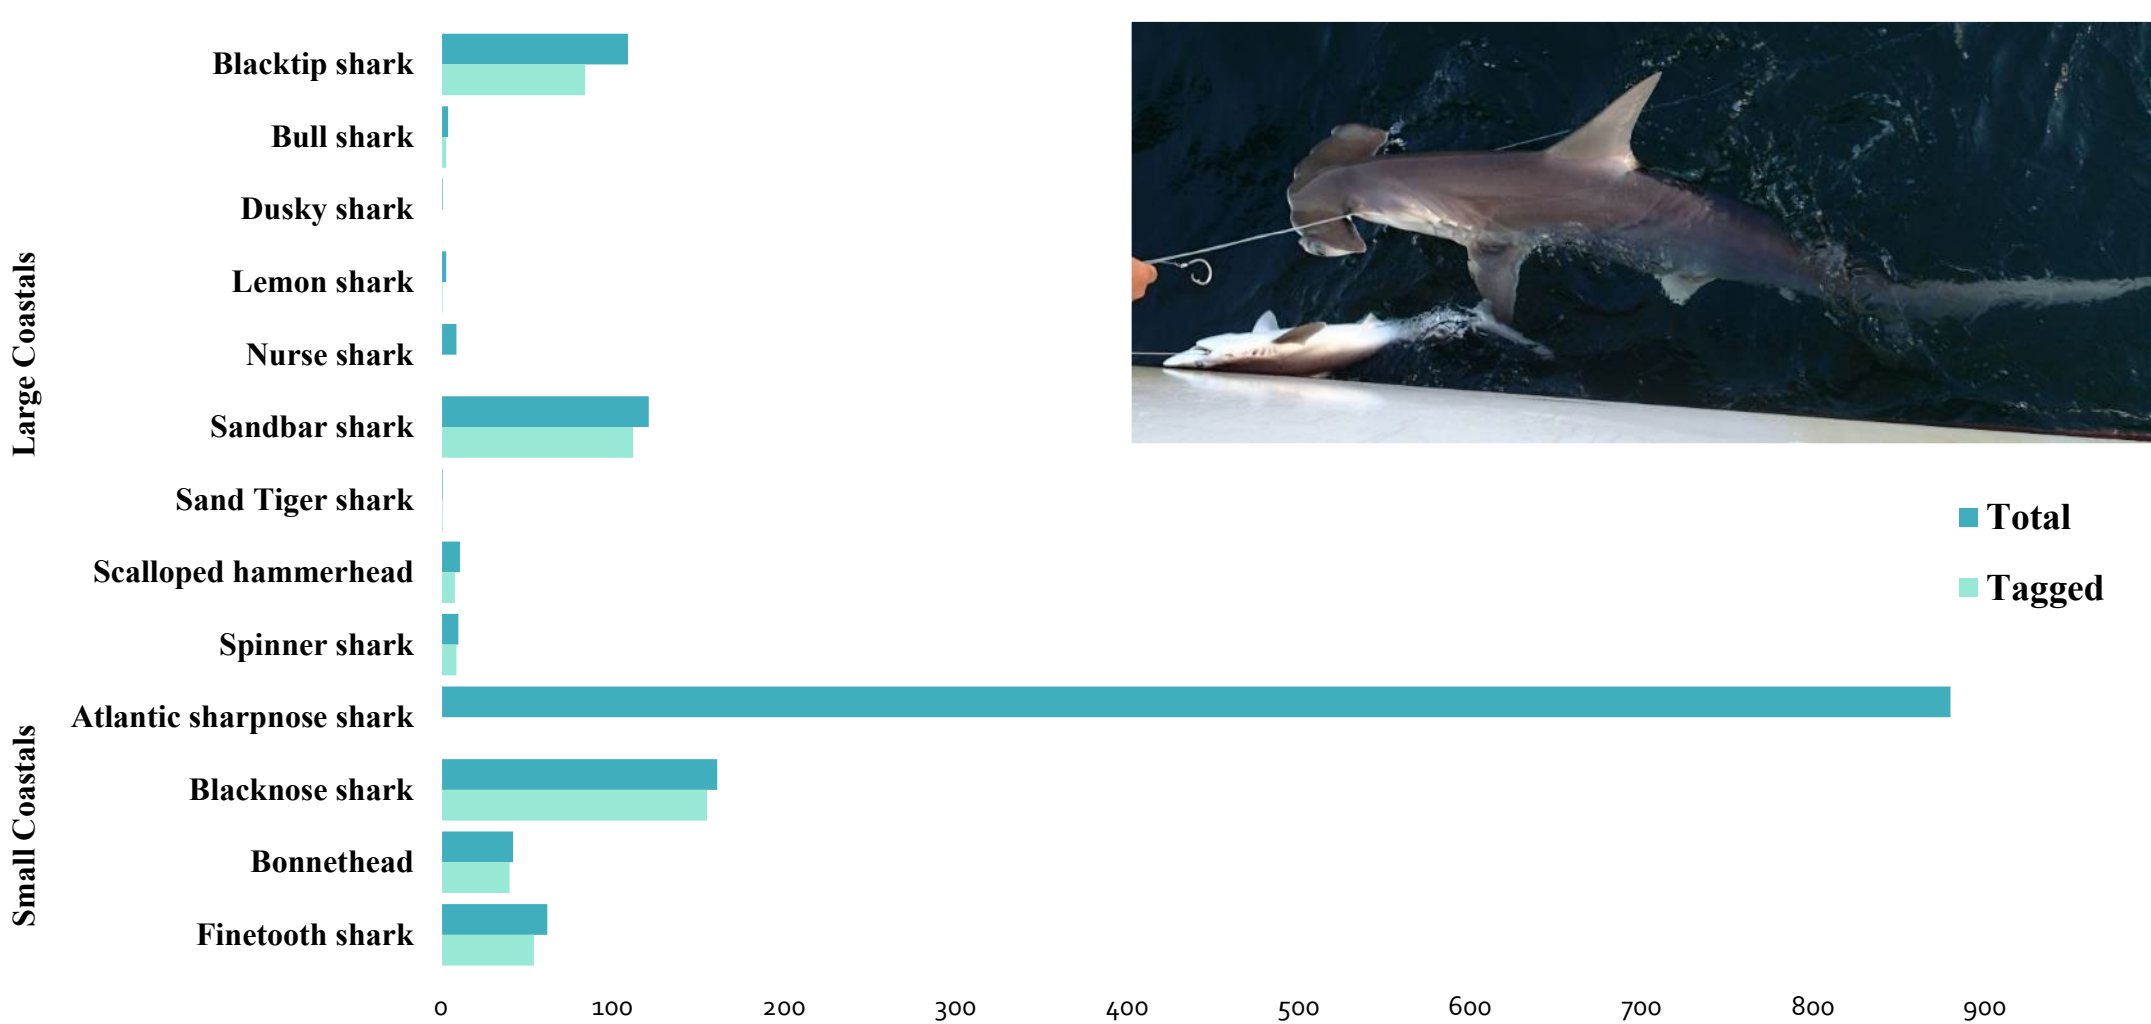 Large Coastals
Blacktip shark
Bull shark
Dusky shark
Lemon shark
Nurse shark
Sandbar shark
Sand Tiger shark
Scalloped hammerhead
Spinner shark
Small Coastals
Atlantic sharpnose shark
Blacknose shark
Bonnethead
Finetooth shark
Total
Tagged
0 100 200 300 400 500 600 700 800 900